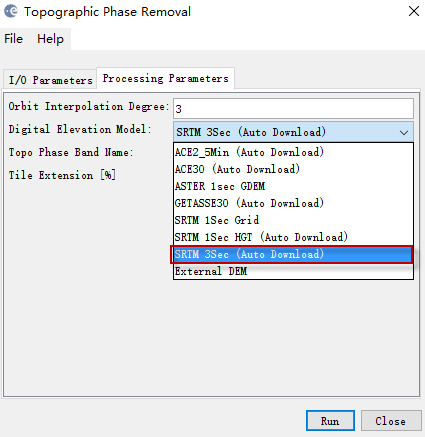 Topographic Phase Removal
File Help
I/O Parameters Processing Parameters
Orbit Interpolation Degree: 3
Digital Elevation Model: SRTM 3Sec (Auto Download)
Topo Phase Band Name: ACE2_5Min (Auto Download)
ACE30 (Auto Download)
Tile Extension [%] ASTER 1sec GDEM
GETASSE30 (Auto Download)
SRTM 1Sec Grid
SRTM 1Sec HGT (Auto Download)
SRTM 3Sec (Auto Download)
External DEM
Run Close